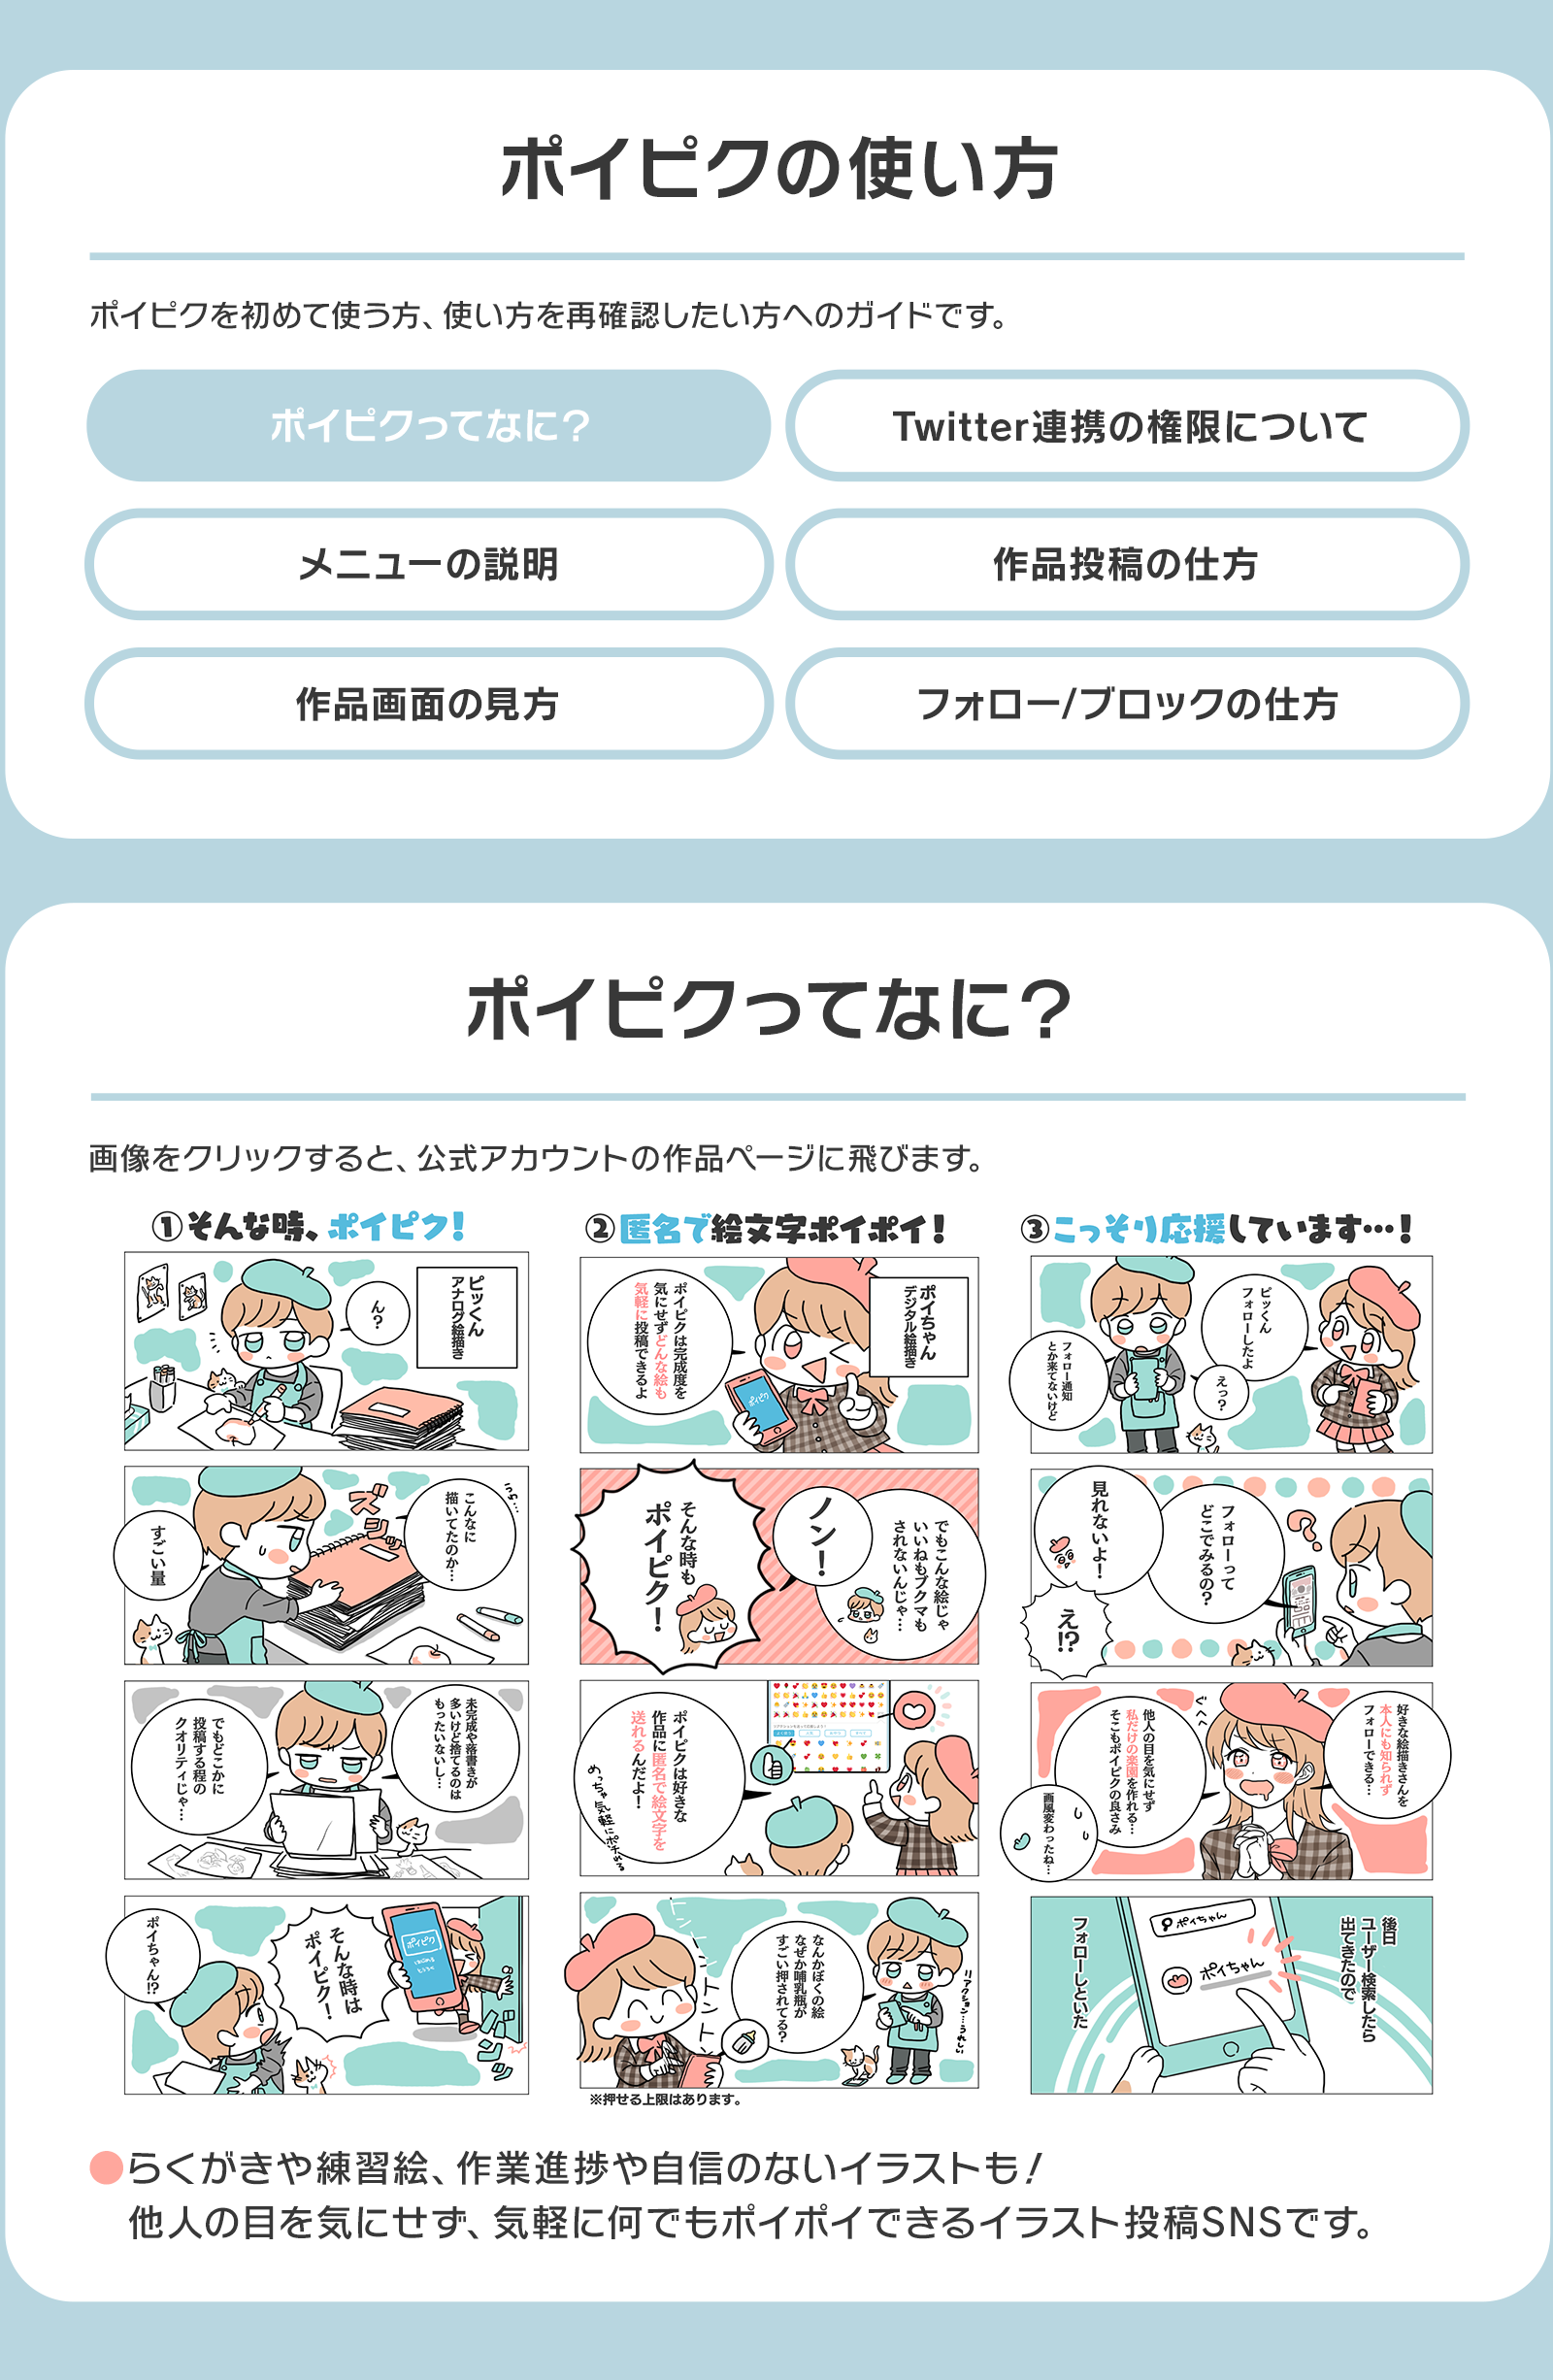 ポイピクの使い方
ポイピクを初めて使う方、使い方を再確認したい方へのガイドです。
ポイピクってなに？
Twitter連携の権限について
メニューの説明
作品投稿の仕方
作品画面の見方
フォロー/ブロックの仕方
ポイピクってなに？
画像をクリックすると、公式アカウントの作品ページに飛びます。
①そんな時、ポイピク！
ピッくん
アナログ絵描き
ん？
こんなに
描いてたのか…
ズシッ
すごい量
未完成や落書きが
多いけど捨てるのは
もったいないし…
でもどこかに
投稿する程の
クオリティじゃ…
そんな時は
ポイピク！
ポイピク
ポイちゃん!?
②匿名で絵文字ポイポイ！
ポイちゃん
デジタル絵描き
ポイピクは完成度を
気にせずどんな絵も
気軽に投稿できるよ
ポイピク
でもこんな絵じゃ
いいねもブクマも
されないんじゃ…
ノン！
そんな時も
ポイピク！
ポイピクは好きな
作品に匿名で絵文字を
送れるんだよ！
めっちゃ気軽にポチれる
リアクション…うれしい
なんかぼくの絵
なぜか哺乳瓶が
すごい押されてる？
トントントントン
※押せる上限はあります。
③こっそり応援しています…！
ピッくん
フォローしたよ
えっ？
フォロー通知
とか来てないけど
フォローって
どこでみるの？
見れないよ！
え!?
好きな絵描きさんを
本人にも知られず
フォローできる…
ぐへへ
他人の目を気にせず
私だけの楽園を作れる…
そこもポイピクの良さみ
画風変わったね…
後日
ユーザー検索したら
出てきたので
ポイちゃん
ポイちゃん
フォローしといた
●らくがきや練習絵、作業進捗や自信のないイラストも！
他人の目を気にせず、気軽に何でもポイポイできるイラスト投稿SNSです。